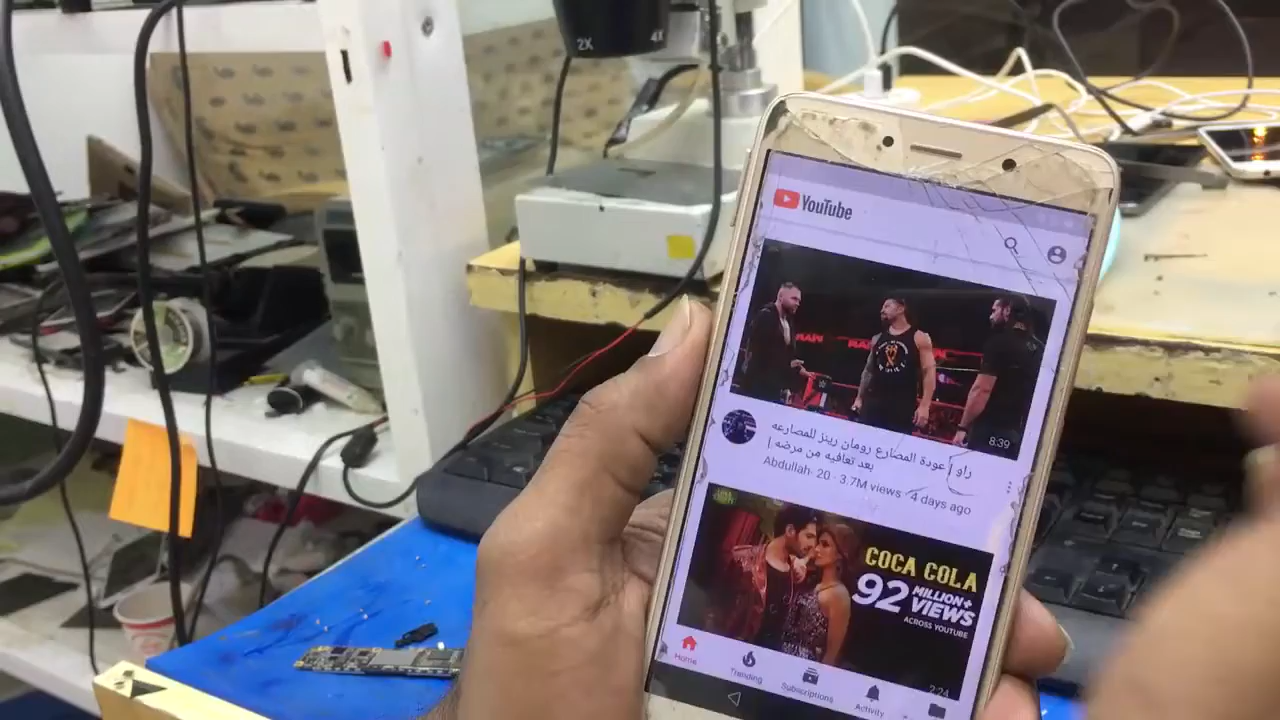 2X
4X
YouTube
RAW
8:39
راو | عودة المصارع رومان رينز للمصارعه
بعد تعافيه من مرضه |
Abdullah- 20 · 3.7M views · 4 days ago
COCA COLA
92 MILLION+
VIEWS
ACROSS YOUTUBE
2:24
Home
Trending
Subscriptions
Activity